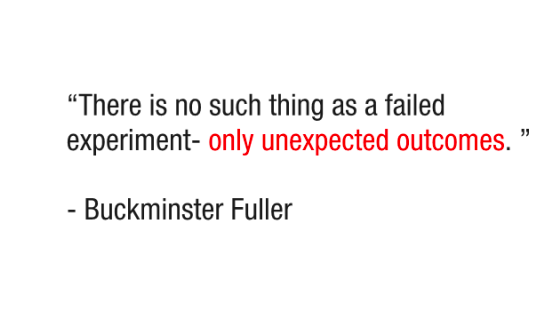 “There is no such thing as a failed
experiment- only unexpected outcomes. ”
- Buckminster Fuller